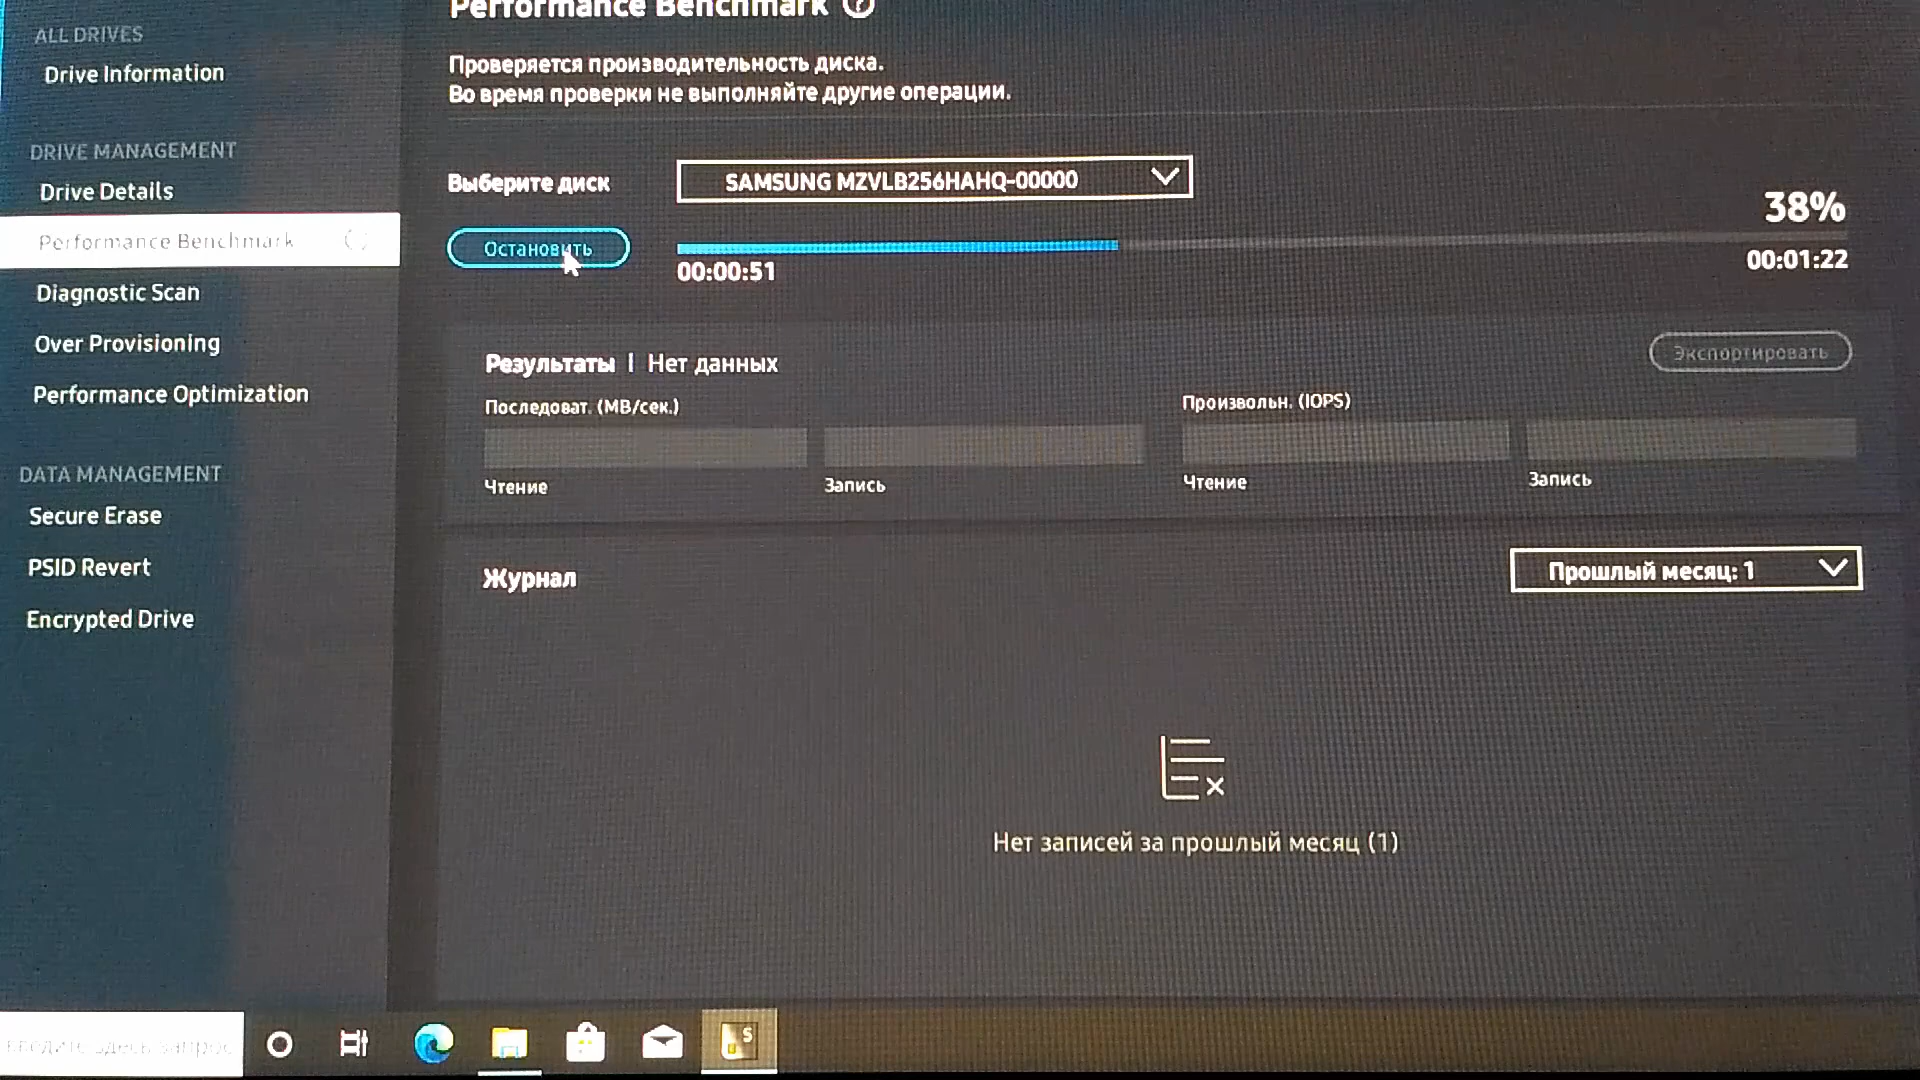 Performance Benchmark
ALL DRIVES
Drive Information
DRIVE MANAGEMENT
Drive Details
Performance Benchmark
Diagnostic Scan
Over Provisioning
Performance Optimization
DATA MANAGEMENT
Secure Erase
PSID Revert
Encrypted Drive
Проверяется производительность диска.
Во время проверки не выполняйте другие операции.
Выберите диск
SAMSUNG MZVLB256HAHQ-00000
38%
Остановить
00:00:51
00:01:22
Результаты | Нет данных
Экспортировать
Последоват. (MB/сек.)
Произвольн. (IOPS)
Чтение
Запись
Чтение
Запись
Журнал
Прошлый месяц: 1
Нет записей за прошлый месяц (1)
введите здесь запрос
S